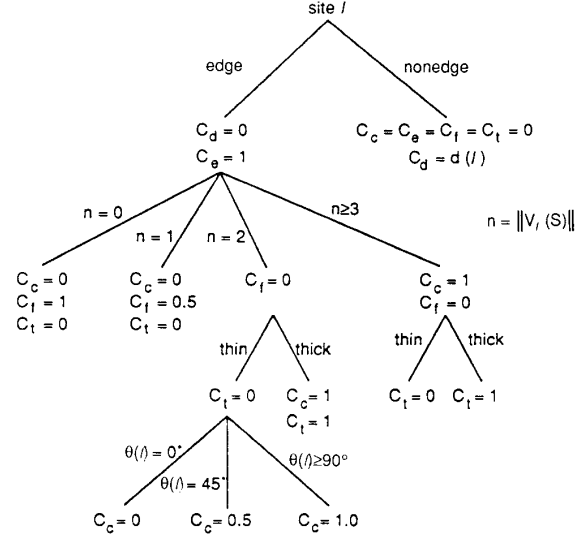 site l
edge
nonedge
C_d = 0
C_e = 1
C_c = C_e = C_f = C_t = 0
C_d = d (l)
n = 0
n = 1
n = 2
n≥3
n = ||V_l (S)||
C_c = 0
C_f = 1
C_t = 0
C_c = 0
C_f = 0.5
C_t = 0
C_f = 0
C_c = 1
C_f = 0
thin
thick
thin
thick
C_t = 0
C_c = 1
C_t = 1
C_t = 0
C_t = 1
θ(l) = 0°
θ(l) = 45°
θ(l) ≥90°
C_c = 0
C_c = 0.5
C_c = 1.0